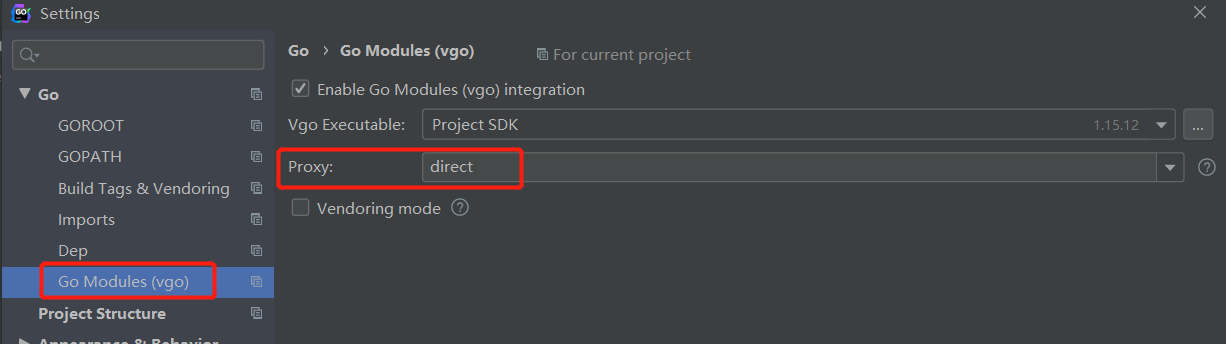 GO
Settings
Go › Go Modules (vgo) For current project
Go
Enable Go Modules (vgo) integration
GOROOT
Vgo Executable: Project SDK 1.15.12 ...
GOPATH
Proxy: direct ?
Build Tags & Vendoring
Vendoring mode ?
Imports
Dep
Go Modules (vgo)
Project Structure
Appearance & Behavior